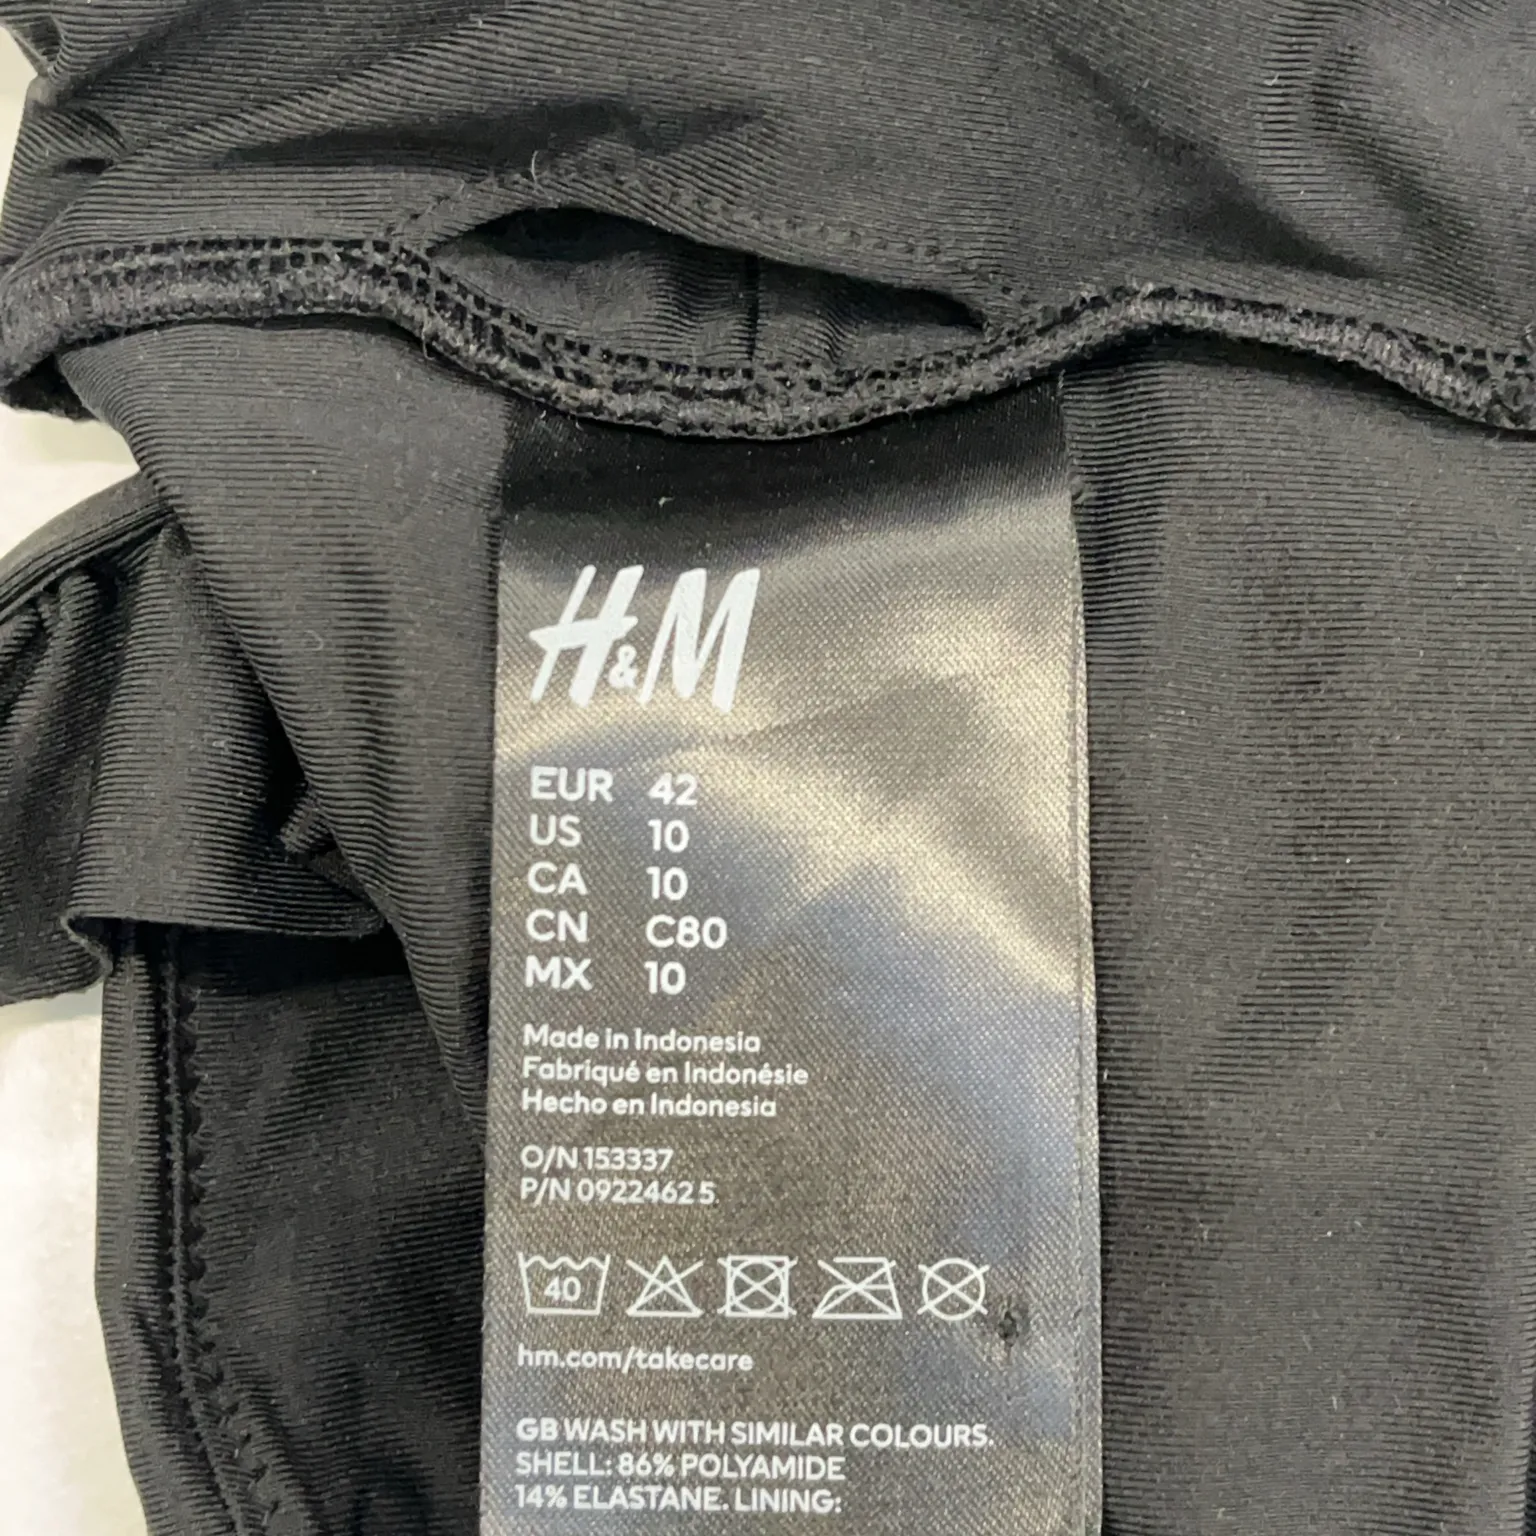 H&M
EUR 42
US 10
CA 10
CN C80
MX 10
Made in Indonesia
Fabriqué en Indonésie
Hecho en Indonesia
O/N 153337
P/N 09224625
40
hm.com/takecare
GB WASH WITH SIMILAR COLOURS.
SHELL: 86% POLYAMIDE
14% ELASTANE. LINING: